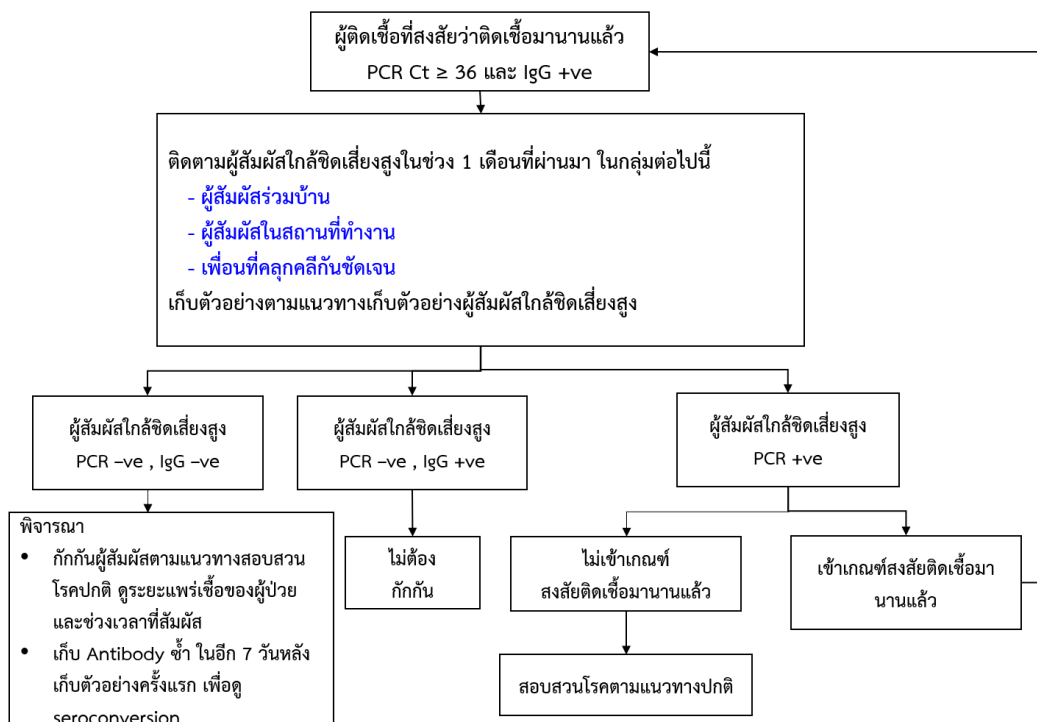 ผู้ติดเชื้อที่สงสัยว่าติดเชื้อมานานแล้ว
PCR Ct ≥ 36 และ IgG +ve
ติดตามผู้สัมผัสใกล้ชิดเสี่ยงสูงในช่วง 1 เดือนที่ผ่านมา ในกลุ่มต่อไปนี้
- ผู้สัมผัสร่วมบ้าน
- ผู้สัมผัสในสถานที่ทำงาน
- เพื่อนที่คลุกคลีกันชัดเจน
เก็บตัวอย่างตามแนวทางเก็บตัวอย่างผู้สัมผัสใกล้ชิดเสี่ยงสูง
ผู้สัมผัสใกล้ชิดเสี่ยงสูง
PCR –ve , IgG –ve
ผู้สัมผัสใกล้ชิดเสี่ยงสูง
PCR –ve , IgG +ve
ผู้สัมผัสใกล้ชิดเสี่ยงสูง
PCR +ve
พิจารณา
• กักกันผู้สัมผัสตามแนวทางสอบสวน
โรคปกติ ดูระยะแพร่เชื้อของผู้ป่วย
และช่วงเวลาที่สัมผัส
• เก็บ Antibody ซ้ำ ในอีก 7 วันหลัง
เก็บตัวอย่างครั้งแรก เพื่อดู
seroconversion
ไม่ต้อง
กักกัน
ไม่เข้าเกณฑ์
สงสัยติดเชื้อมานานแล้ว
เข้าเกณฑ์สงสัยติดเชื้อมา
นานแล้ว
สอบสวนโรคตามแนวทางปกติ